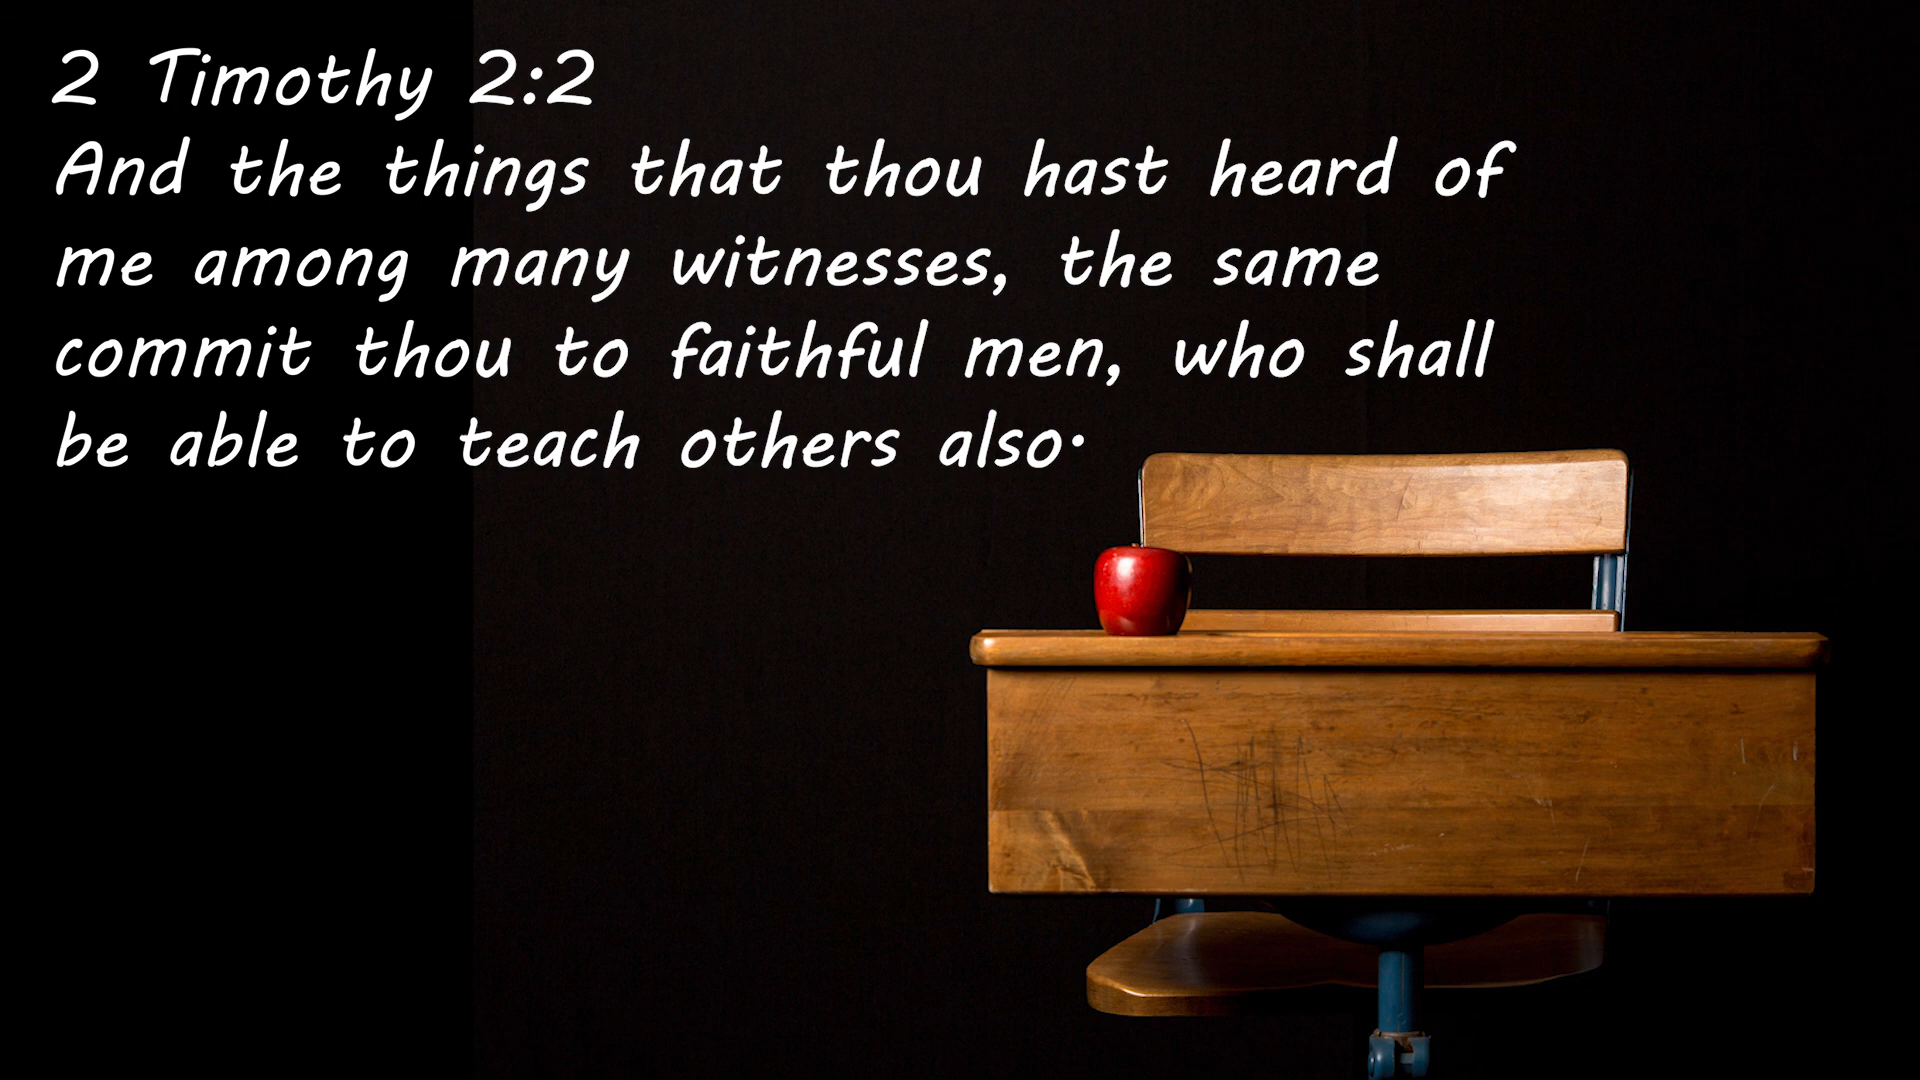 2 Timothy 2:2
And the things that thou hast heard of
me among many witnesses, the same
commit thou to faithful men, who shall
be able to teach others also.